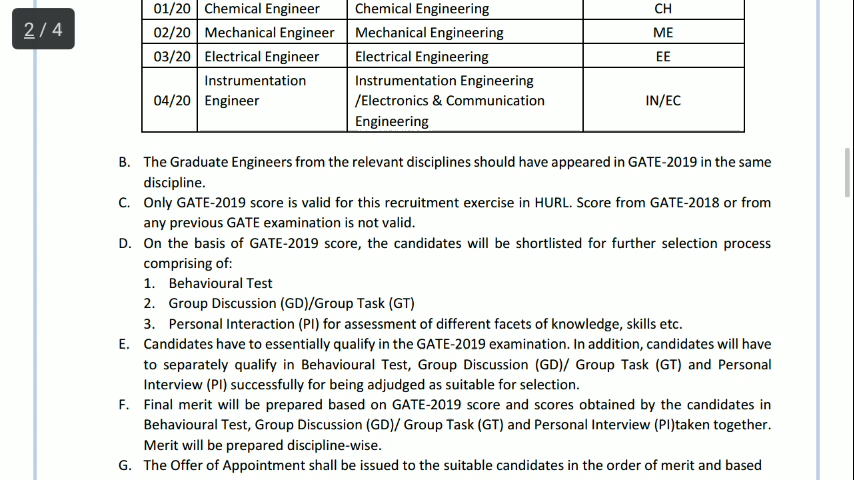 2 / 4
01/20 Chemical Engineer Chemical Engineering CH
02/20 Mechanical Engineer Mechanical Engineering ME
03/20 Electrical Engineer Electrical Engineering EE
04/20 Instrumentation Engineer Instrumentation Engineering /Electronics & Communication Engineering IN/EC
B. The Graduate Engineers from the relevant disciplines should have appeared in GATE-2019 in the same
discipline.
C. Only GATE-2019 score is valid for this recruitment exercise in HURL. Score from GATE-2018 or from
any previous GATE examination is not valid.
D. On the basis of GATE-2019 score, the candidates will be shortlisted for further selection process
comprising of:
1. Behavioural Test
2. Group Discussion (GD)/Group Task (GT)
3. Personal Interaction (PI) for assessment of different facets of knowledge, skills etc.
E. Candidates have to essentially qualify in the GATE-2019 examination. In addition, candidates will have
to separately qualify in Behavioural Test, Group Discussion (GD)/ Group Task (GT) and Personal
Interview (PI) successfully for being adjudged as suitable for selection.
F. Final merit will be prepared based on GATE-2019 score and scores obtained by the candidates in
Behavioural Test, Group Discussion (GD)/ Group Task (GT) and Personal Interview (PI)taken together.
Merit will be prepared discipline-wise.
G. The Offer of Appointment shall be issued to the suitable candidates in the order of merit and based